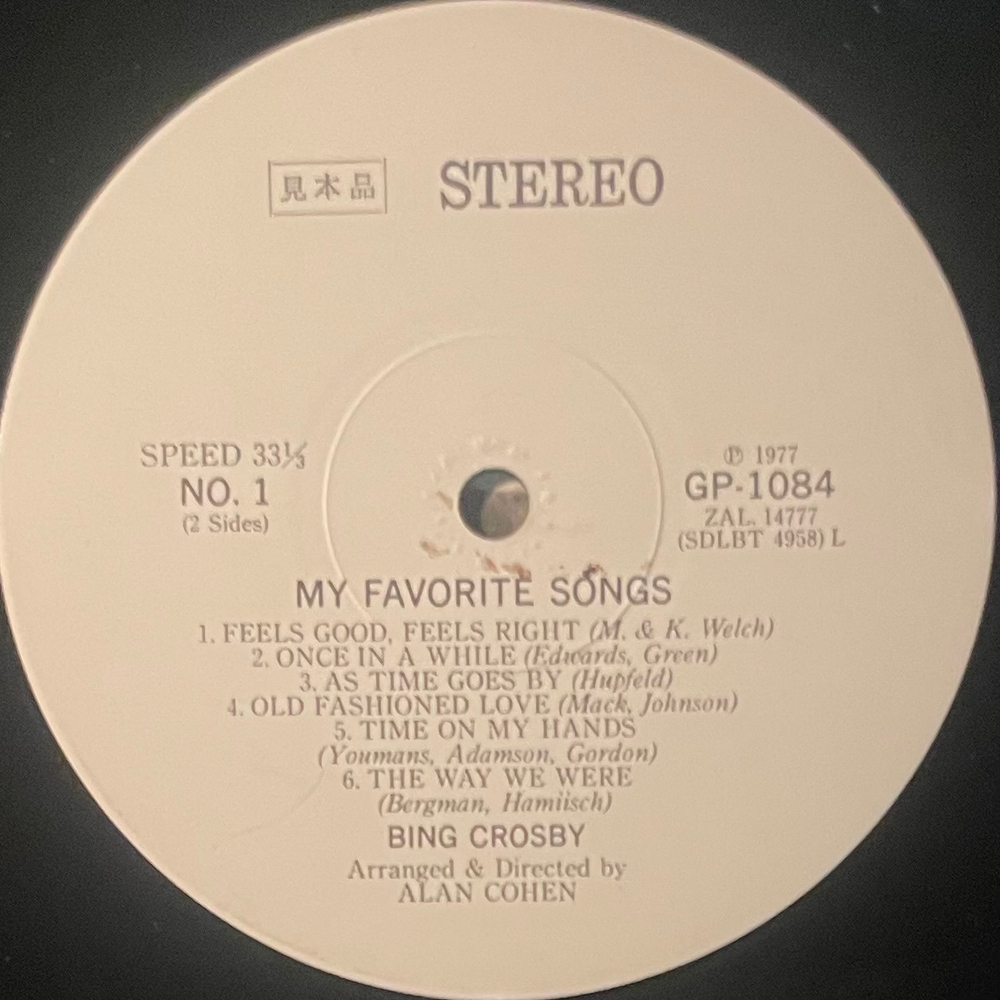 見本品 STEREO
SPEED 33⅓
NO. 1
(2 Sides)
Ⓟ 1977
GP-1084
ZAL. 14777
(SDLBT 4958) L
MY FAVORITE SONGS
1. FEELS GOOD, FEELS RIGHT (M. & K. Welch)
2. ONCE IN A WHILE (Edwards, Green)
3. AS TIME GOES BY (Hupfeld)
4. OLD FASHIONED LOVE (Mack, Johnson)
5. TIME ON MY HANDS
(Youmans, Adamson, Gordon)
6. THE WAY WE WERE
(Bergman, Hamiisch)
BING CROSBY
Arranged & Directed by
ALAN COHEN